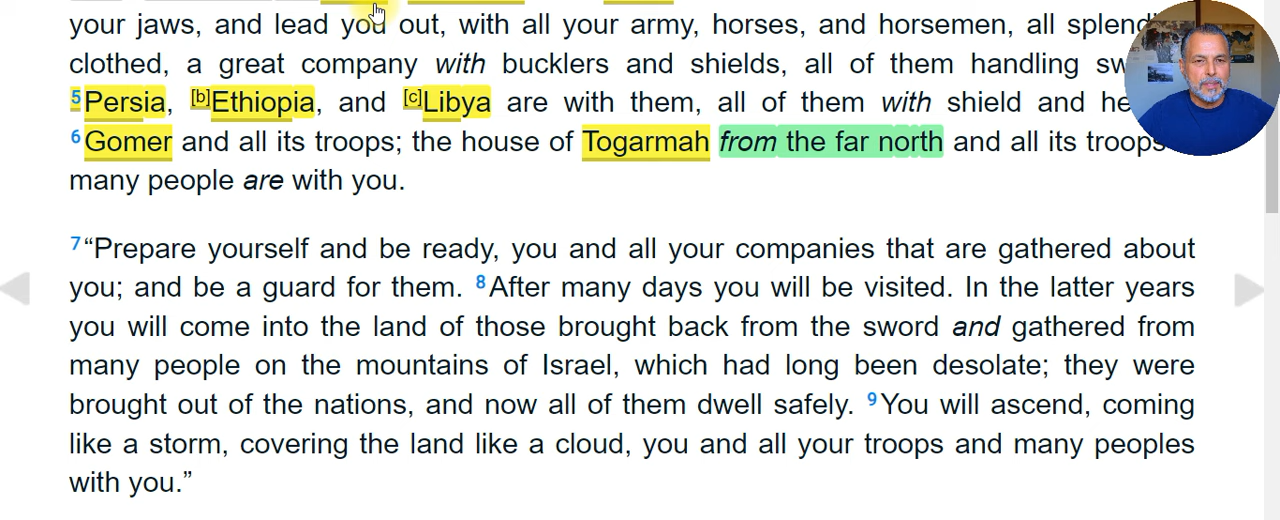 your jaws, and lead you out, with all your army, horses, and horsemen, all
clothed, a great company with bucklers and shields, all of them handling
5 Persia, [b]Ethiopia, and [c]Libya are with them, all of them with shield and
6 Gomer and all its troops; the house of Togarmah from the far north and all its troops
many people are with you.
7 “Prepare yourself and be ready, you and all your companies that are gathered about
you; and be a guard for them. 8 After many days you will be visited. In the latter years
you will come into the land of those brought back from the sword and gathered from
many people on the mountains of Israel, which had long been desolate; they were
brought out of the nations, and now all of them dwell safely. 9 You will ascend, coming
like a storm, covering the land like a cloud, you and all your troops and many peoples
with you.”